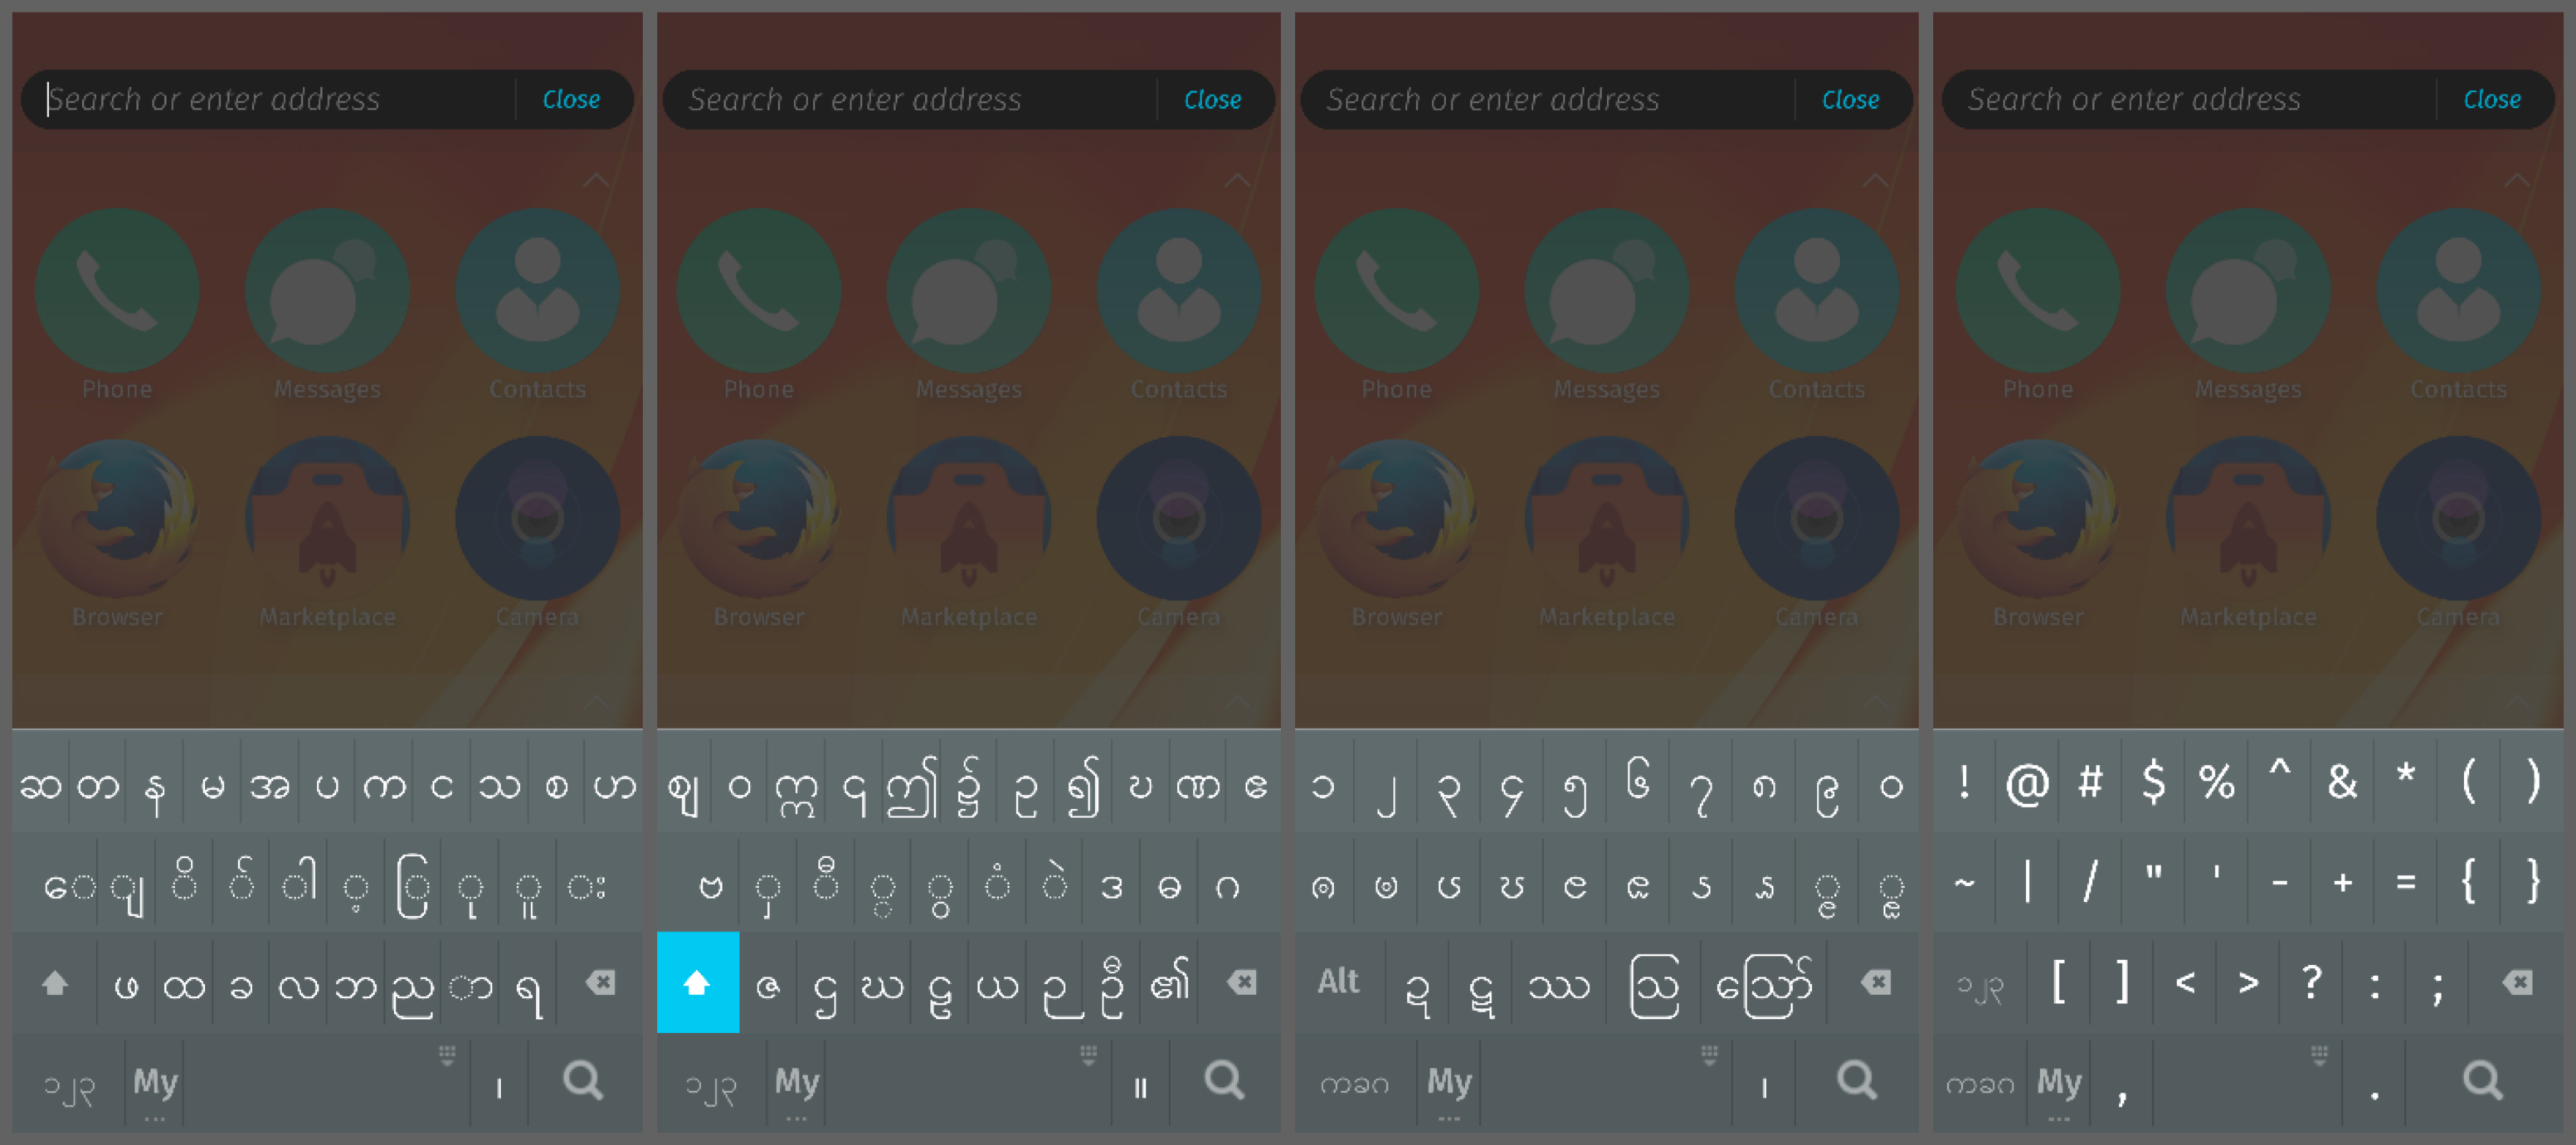 Search or enter address Close
Phone Messages Contacts
Browser Marketplace Camera
ဆ တ န မ အ ပ က င သ စ ဟ
ေ ျ ိ ် ါ ့ ြ ု ူ း
ဖ ထ ခ လ ဘ ည ာ ရ
၁၂၃ My ... ၊
Search or enter address Close
Phone Messages Contacts
Browser Marketplace Camera
ဈ ဝ ဣ ၎ ဤ ၌ ဥ ၍ ဎ ဏ ဧ
ဗ ှ ီ ္ ွ ံ ဲ ဒ ဓ ဂ
ဇ ဌ ဃ ဠ ယ ဉ ဦ ၏
၁၂၃ My ... ။
Search or enter address Close
Phone Messages Contacts
Browser Marketplace Camera
၁ ၂ ၃ ၄ ၅ ၆ ၇ ၈ ၉ ၀
Alt ဍ ဋ ဿ ဩ ဪ
ကခဂ My ... ၊
Search or enter address Close
Phone Messages Contacts
Browser Marketplace Camera
! @ # $ % ^ & * ( )
~ | / " ' - + = { }
၁၂၃ [ ] < > ? : ;
ကခဂ My ... , .